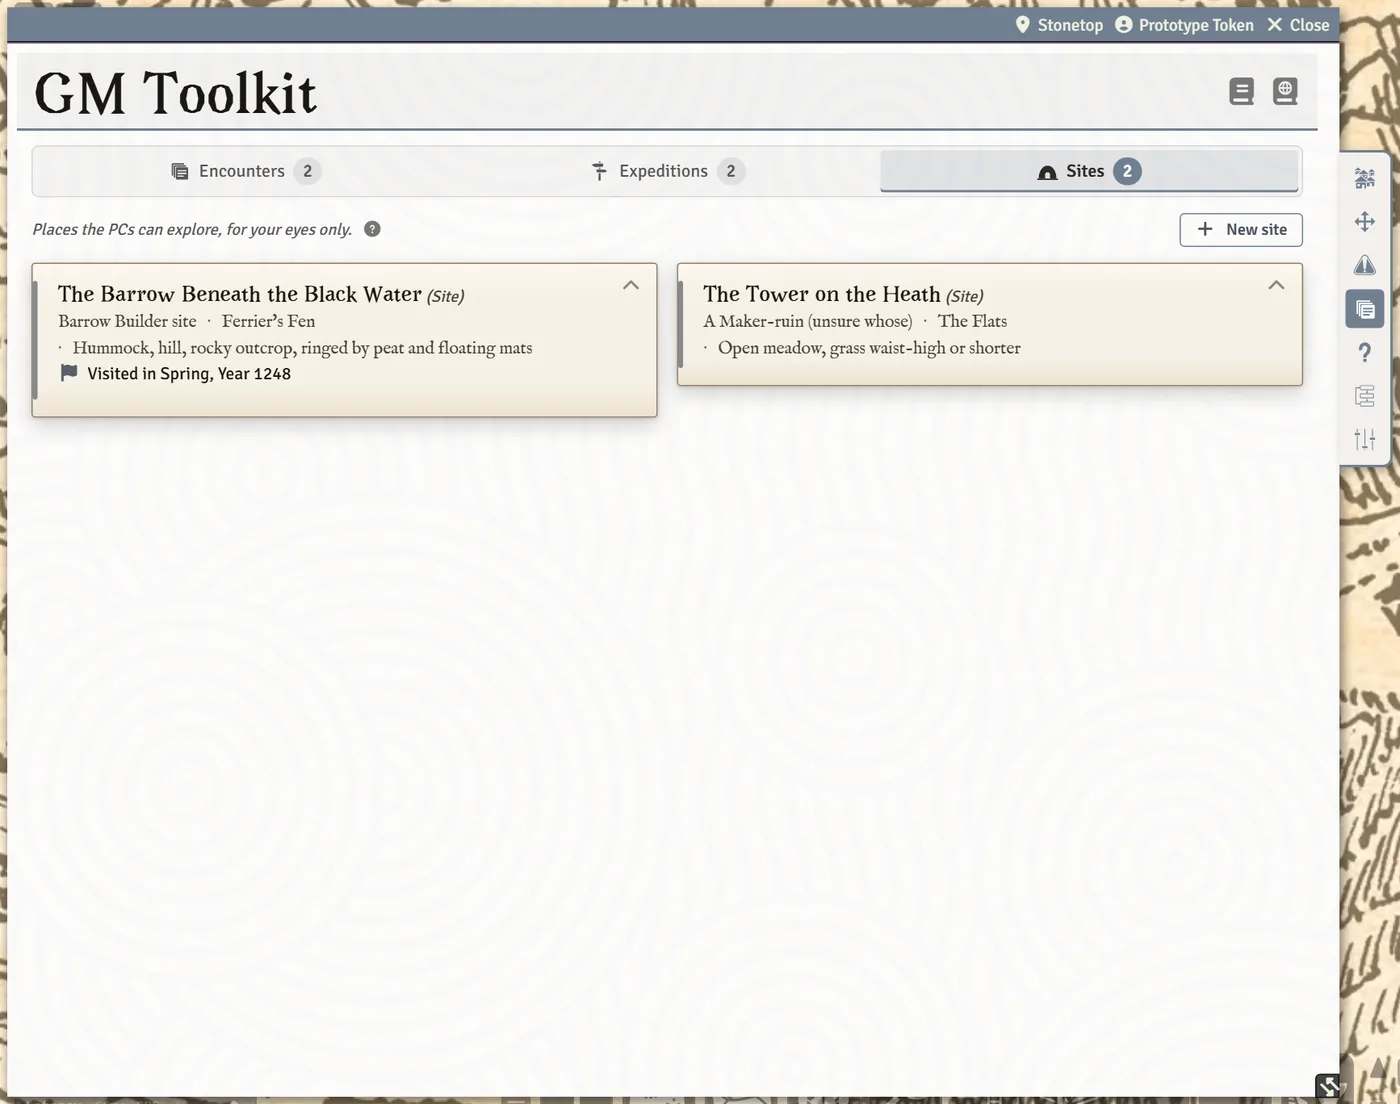 Stonetop Prototype Token Close
GM Toolkit
Encounters 2 Expeditions 2 Sites 2
Places the PCs can explore, for your eyes only. ?
+ New site
The Barrow Beneath the Black Water (Site)
Barrow Builder site · Ferrier's Fen
· Hummock, hill, rocky outcrop, ringed by peat and floating mats
Visited in Spring, Year 1248
The Tower on the Heath (Site)
A Maker-ruin (unsure whose) · The Flats
· Open meadow, grass waist-high or shorter
?